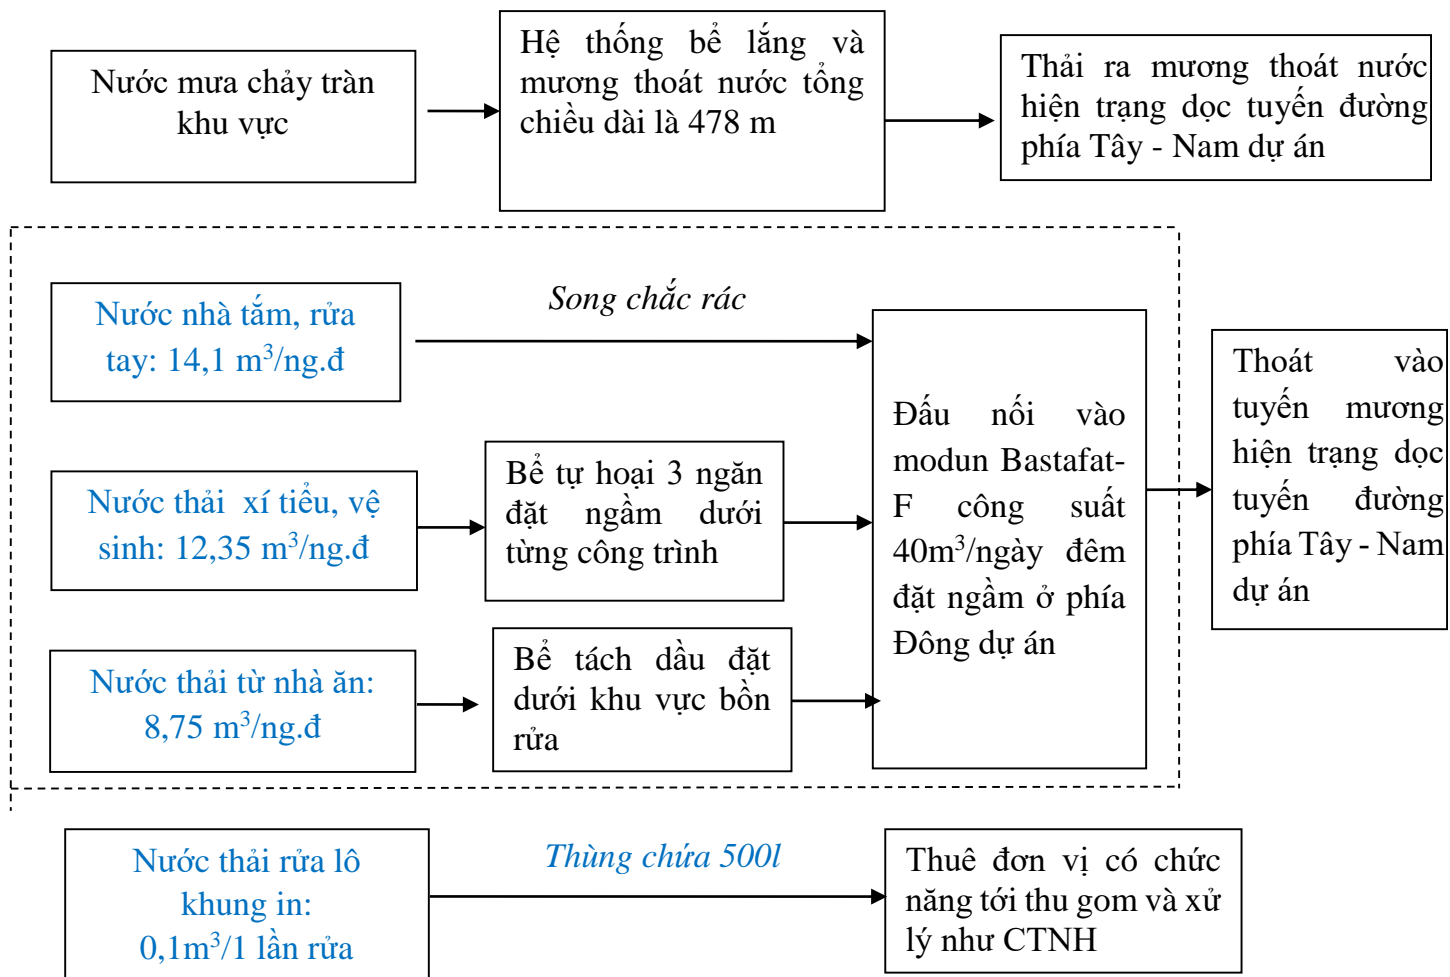 Nước mưa chảy tràn
khu vực
Hệ thống bể lắng và
mương thoát nước tổng
chiều dài là 478 m
Thải ra mương thoát nước
hiện trạng dọc tuyến đường
phía Tây - Nam dự án
Nước nhà tắm, rửa
tay: 14,1 m³/ng.đ
Song chắc rác
Nước thải xí tiểu, vệ
sinh: 12,35 m³/ng.đ
Bể tự hoại 3 ngăn
đặt ngầm dưới
từng công trình
Nước thải từ nhà ăn:
8,75 m³/ng.đ
Bể tách dầu đặt
dưới khu vực bồn
rửa
Đấu nối vào
modun Bastafat-
F công suất
40m³/ngày đêm
đặt ngầm ở phía
Đông dự án
Thoát vào
tuyến mương
hiện trạng dọc
tuyến đường
phía Tây - Nam
dự án
Nước thải rửa lô
khung in:
0,1m³/1 lần rửa
Thùng chứa 500l
Thuê đơn vị có chức
năng tới thu gom và xử
lý như CTNH